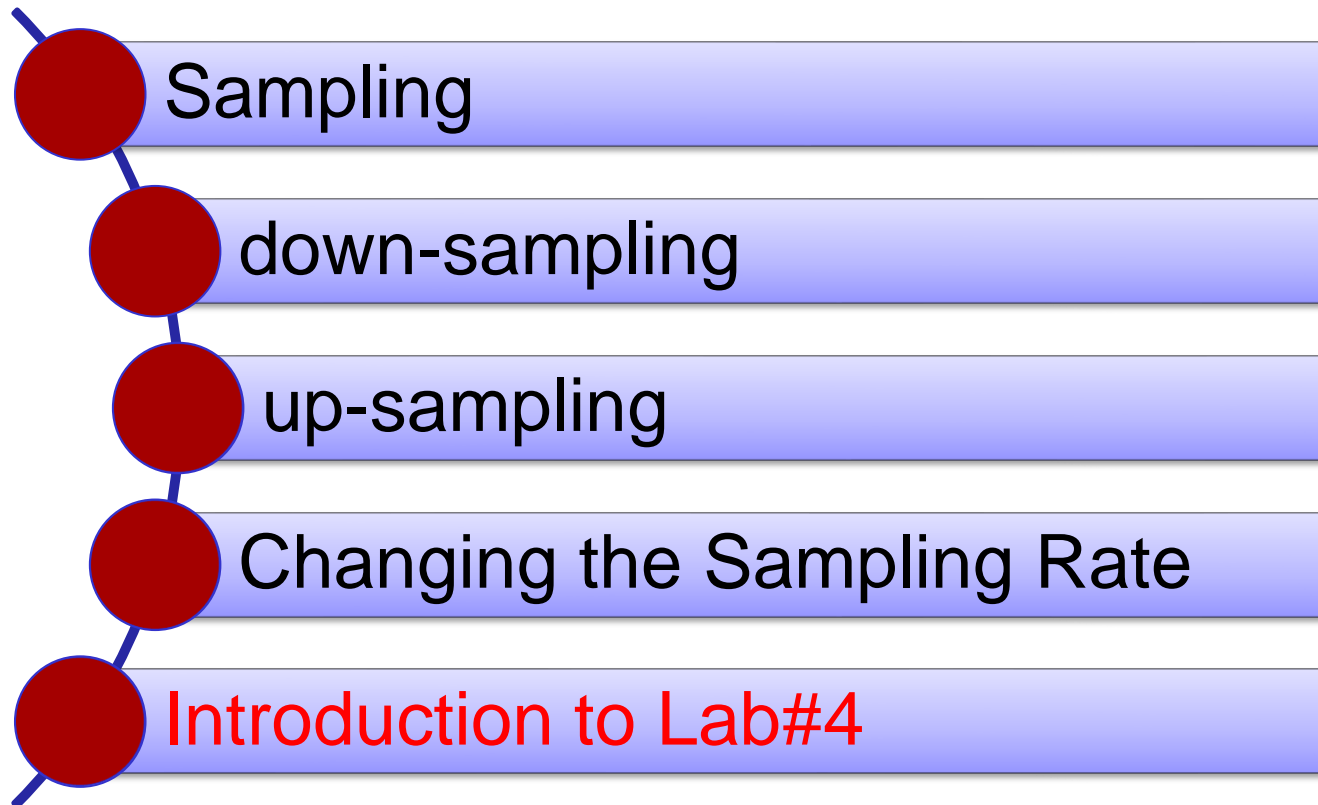 Sampling
down-sampling
up-sampling
Changing the Sampling Rate
Introduction to Lab#4